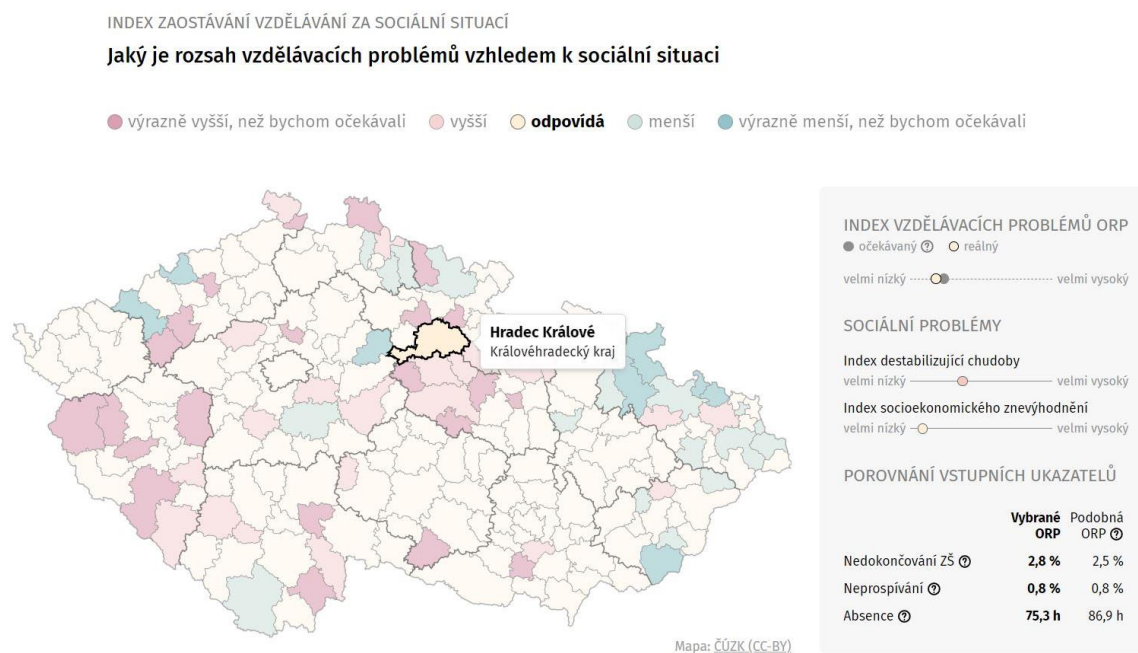 INDEX ZAOSTÁVÁNÍ VZDĚLÁVÁNÍ ZA SOCIÁLNÍ SITUACÍ
Jaký je rozsah vzdělávacích problémů vzhledem k sociální situaci
výrazně vyšší, než bychom očekávali vyšší odpovídá menší výrazně menší, než bychom očekávali
Hradec Králové
Královéhradecký kraj
Mapa: ČÚZK (CC-BY)
INDEX VZDĚLÁVACÍCH PROBLÉMŮ ORP
očekávaný ? reálný
velmi nízký velmi vysoký
SOCIÁLNÍ PROBLÉMY
Index destabilizující chudoby
velmi nízký velmi vysoký
Index socioekonomického znevýhodnění
velmi nízký velmi vysoký
POROVNÁNÍ VSTUPNÍCH UKAZATELŮ
Vybrané Podobná
ORP ORP ?
Nedokončování ZŠ ? 2,8 % 2,5 %
Neprospívání ? 0,8 % 0,8 %
Absence ? 75,3 h 86,9 h